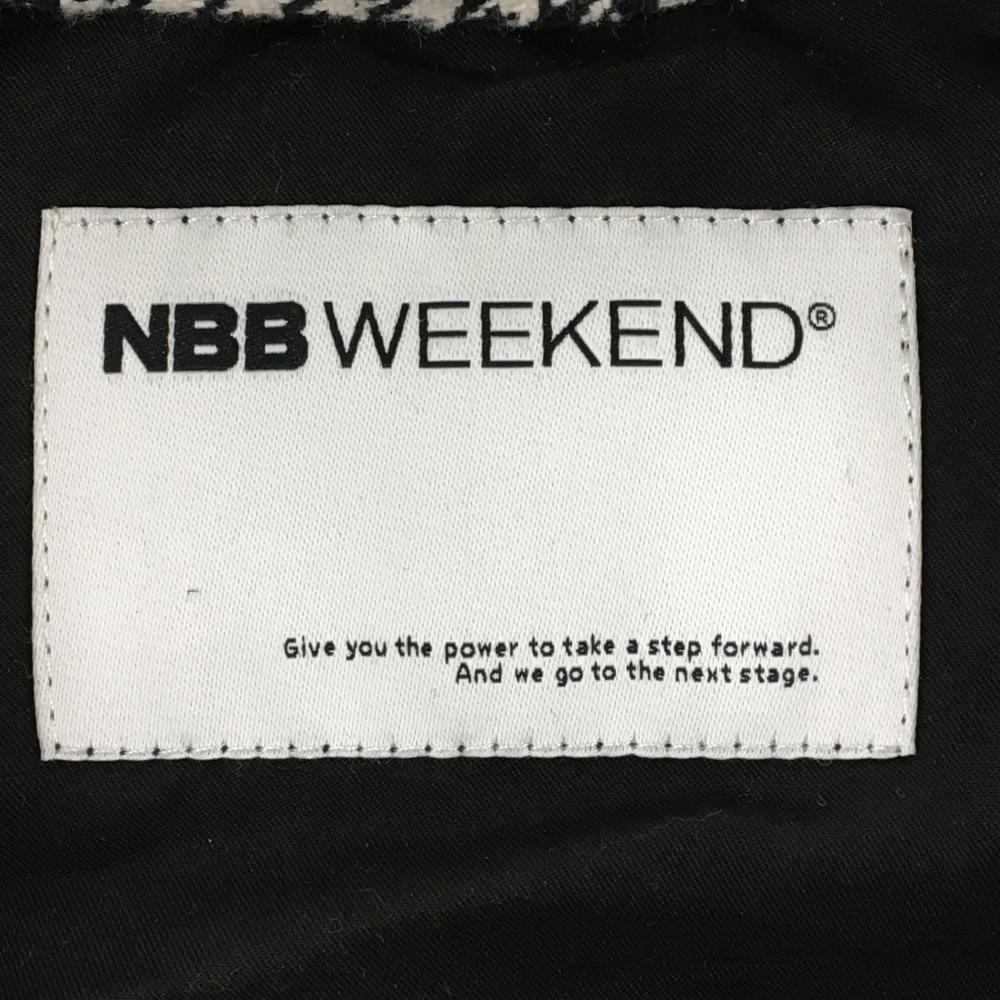 NBB WEEKEND®
Give you the power to take a step forward.
And we go to the next stage.